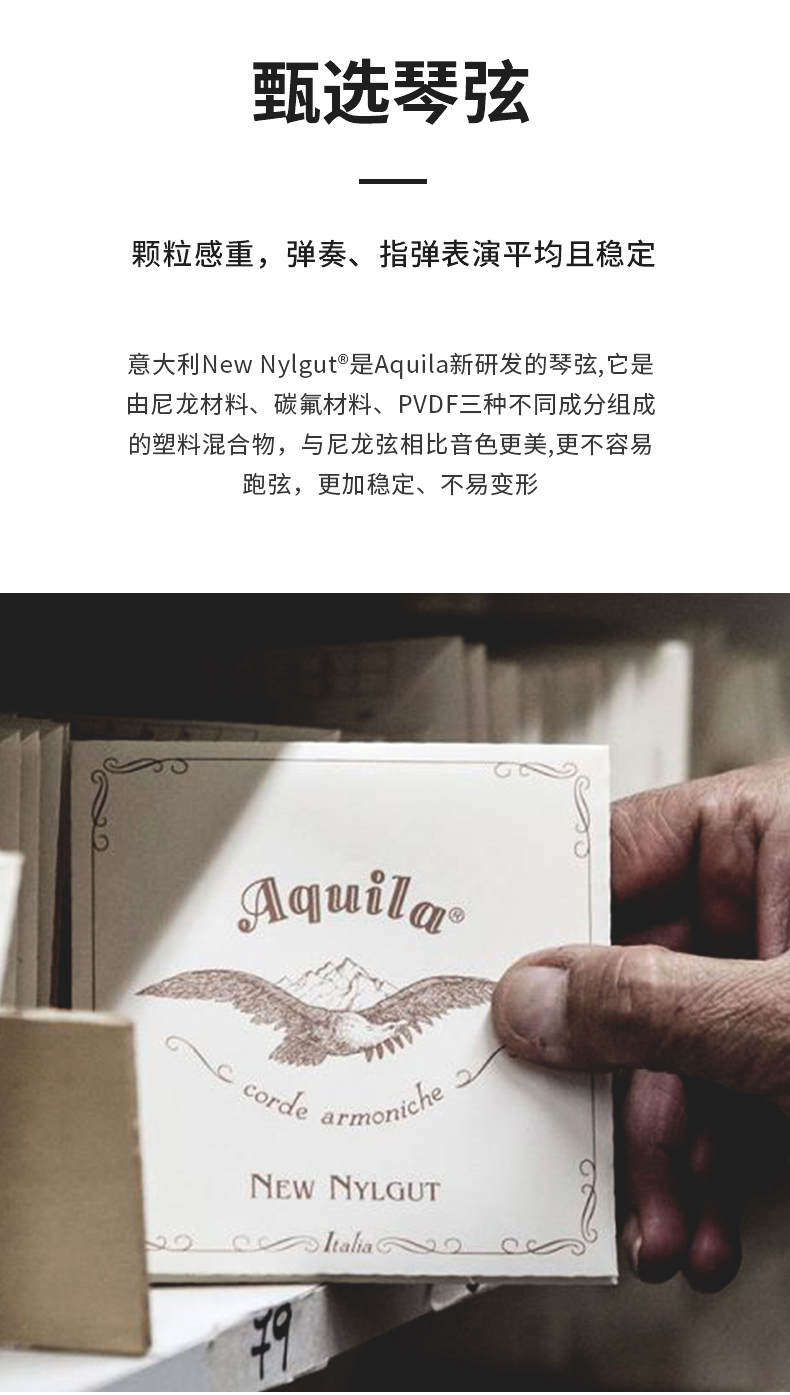 甄选琴弦
颗粒感重，弹奏、指弹表演平均且稳定
意大利New Nylgut®是Aquila新研发的琴弦,它是
由尼龙材料、碳氟材料、PVDF三种不同成分组成
的塑料混合物，与尼龙弦相比音色更美,更不容易
跑弦，更加稳定、不易变形
Aquila®
corde armoniche
NEW NYLGUT
Italia
79